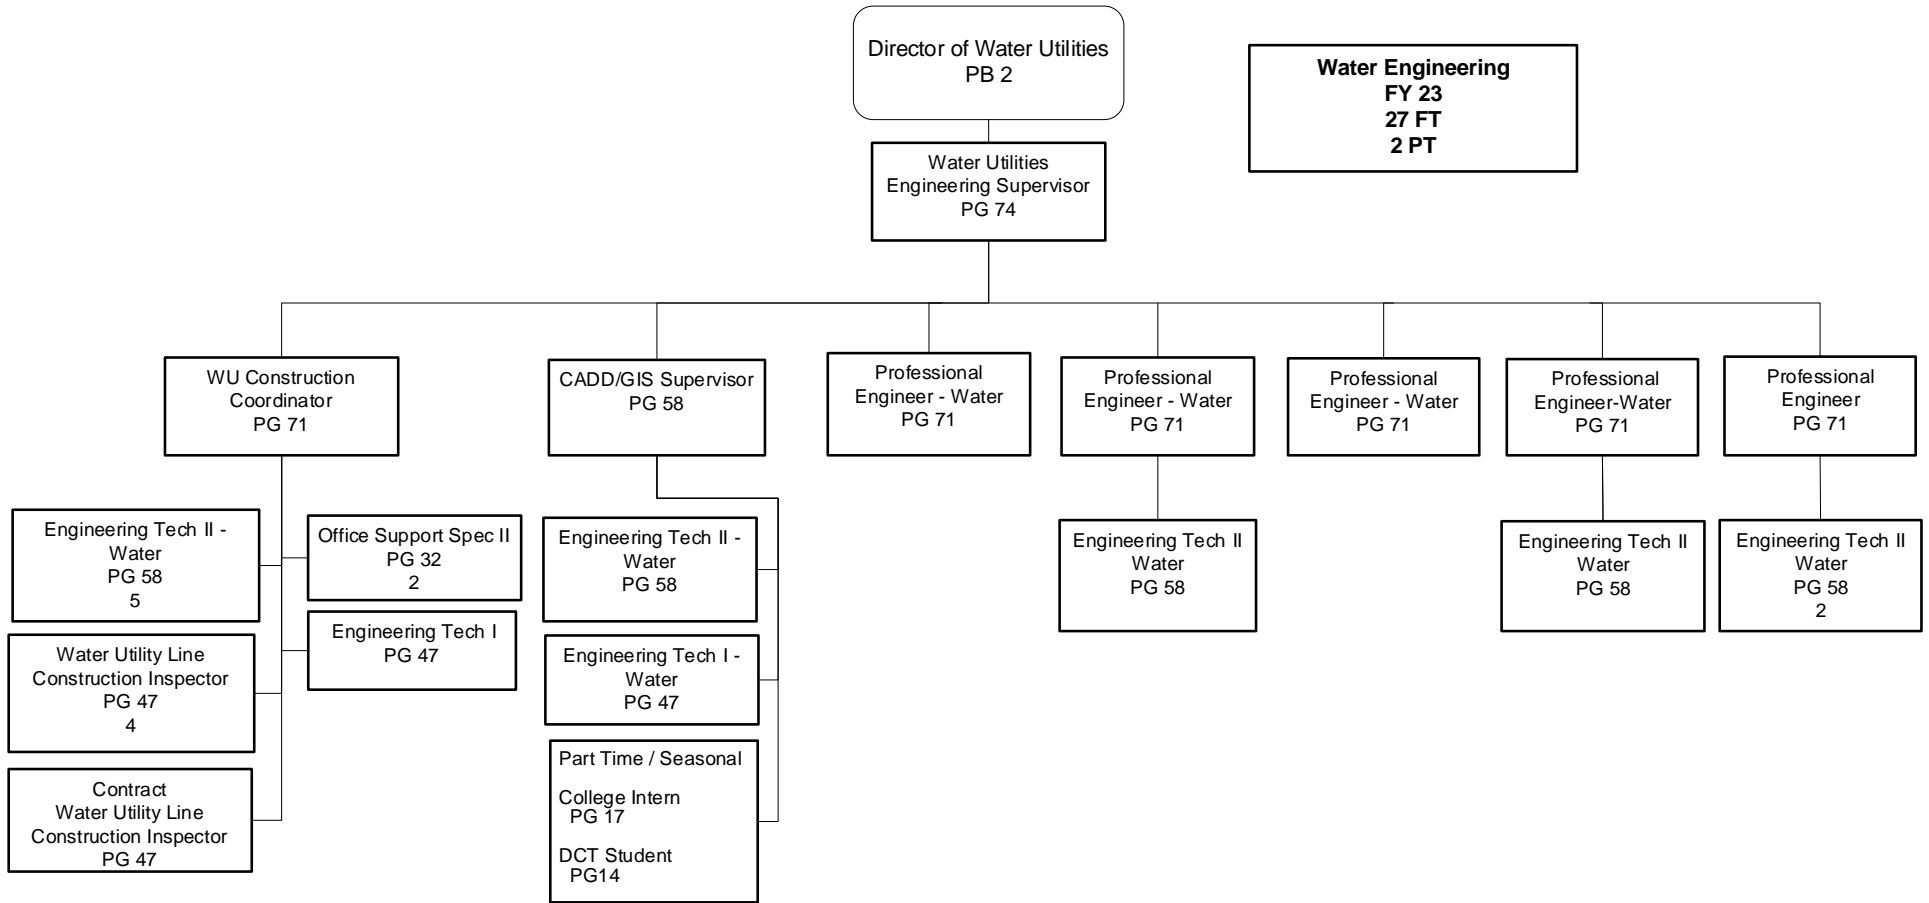 Director of Water Utilities
PB 2
Water Engineering
FY 23
27 FT
2 PT
Water Utilities
Engineering Supervisor
PG 74
WU Construction
Coordinator
PG 71
CADD/GIS Supervisor
PG 58
Professional
Engineer - Water
PG 71
Professional
Engineer - Water
PG 71
Professional
Engineer - Water
PG 71
Professional
Engineer-Water
PG 71
Professional
Engineer
PG 71
Engineering Tech II -
Water
PG 58
5
Office Support Spec II
PG 32
2
Engineering Tech I
PG 47
Water Utility Line
Construction Inspector
PG 47
4
Contract
Water Utility Line
Construction Inspector
PG 47
Engineering Tech II -
Water
PG 58
Engineering Tech I -
Water
PG 47
Part Time / Seasonal
College Intern
PG 17
DCT Student
PG14
Engineering Tech II
Water
PG 58
Engineering Tech II
Water
PG 58
Engineering Tech II
Water
PG 58
2